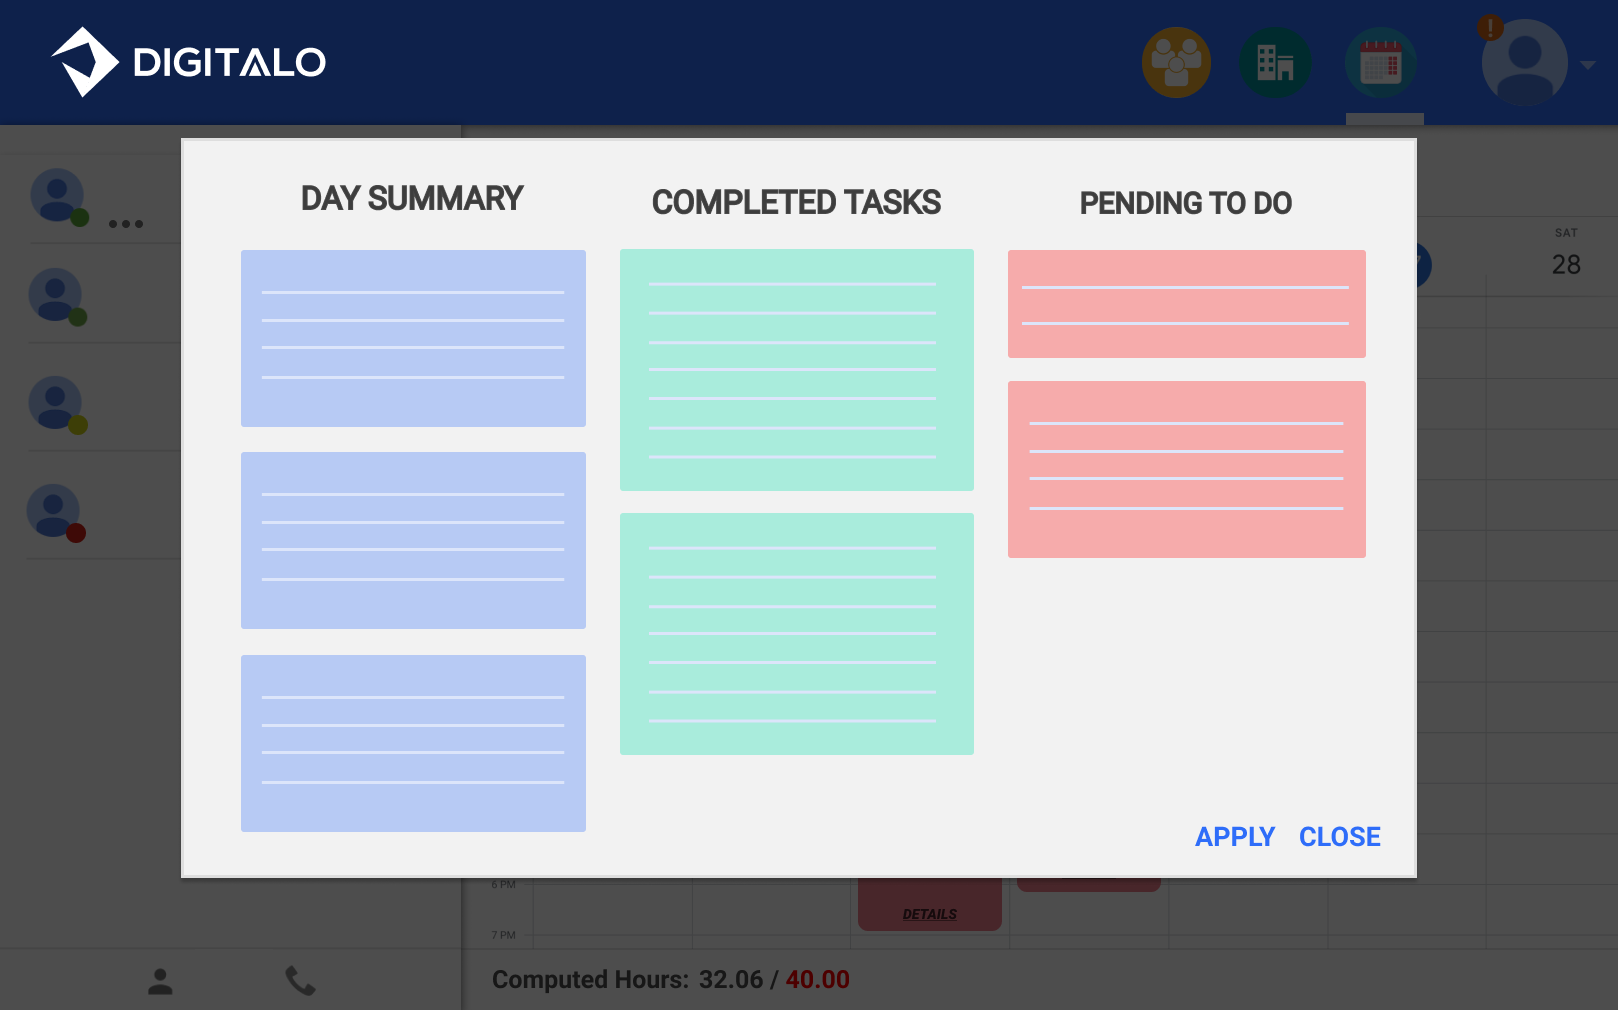 DIGITALO
!
DAY SUMMARY
COMPLETED TASKS
PENDING TO DO
SAT
28
APPLY
CLOSE
6 PM
DETAILS
7 PM
Computed Hours: 32.06 / 40.00